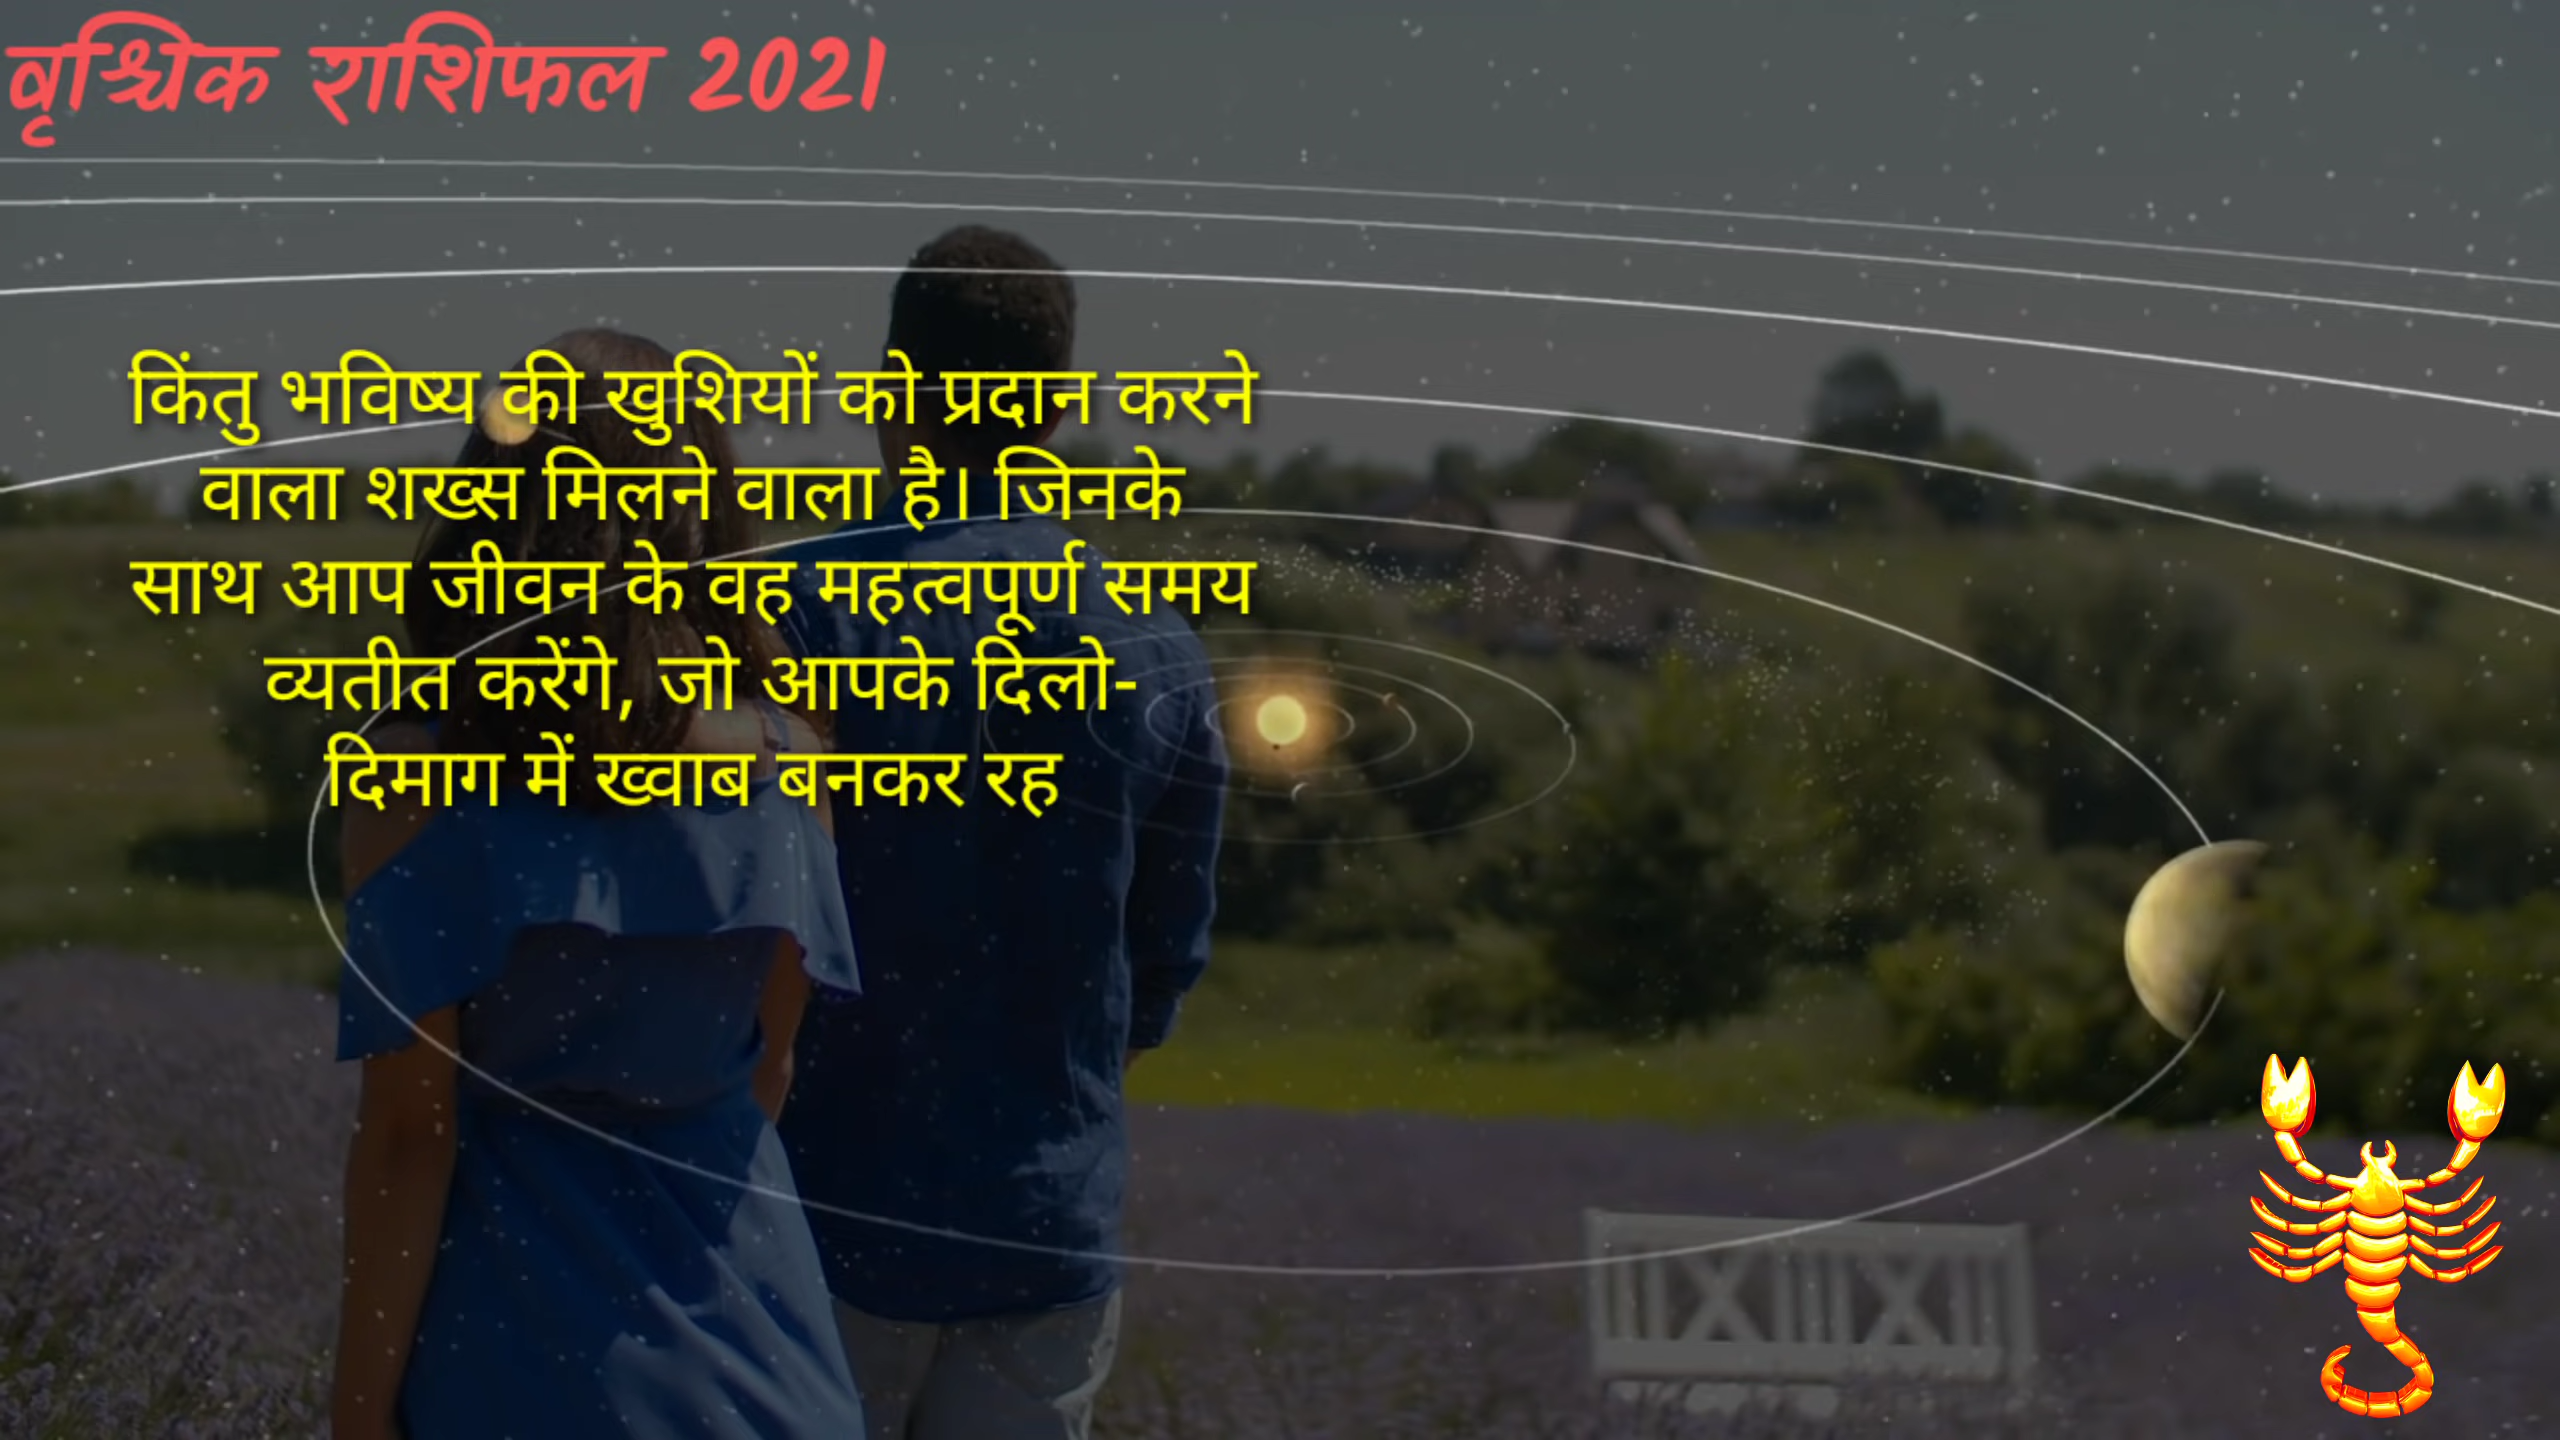 वृश्चिक राशिफल 2021
किंतु भविष्य की खुशियों को प्रदान करने
वाला शख्स मिलने वाला है। जिनके
साथ आप जीवन के वह महत्वपूर्ण समय
व्यतीत करेंगे, जो आपके दिलो-
दिमाग में ख्वाब बनकर रह